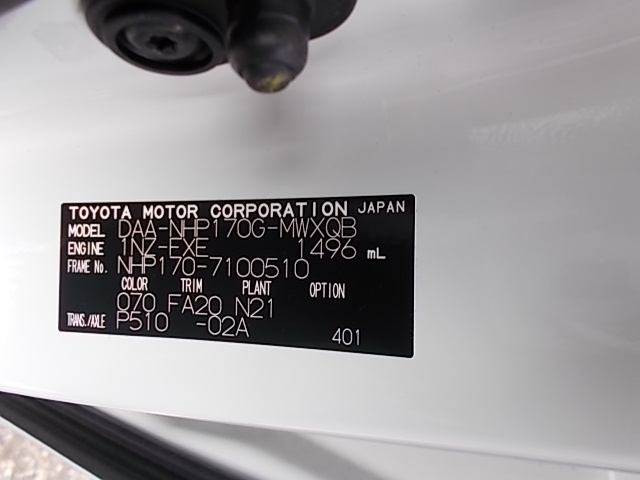 TOYOTA MOTOR CORPORATION JAPAN
MODEL DAA-NHP170G-MWXQB
ENGINE 1NZ-FXE 1496 mL
FRAME No. NHP170-7100510
COLOR TRIM PLANT OPTION
070 FA20 N21
TRANS./AXLE P510 -02A
401